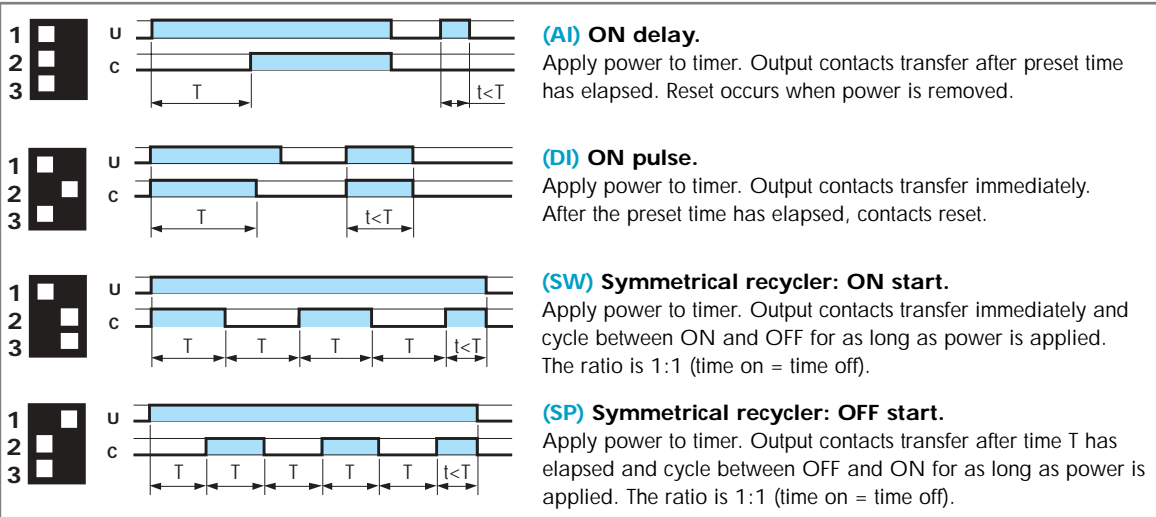 1
2
3
U
C
T
t<T
(AI) ON delay.
Apply power to timer. Output contacts transfer after preset time
has elapsed. Reset occurs when power is removed.
1
2
3
U
C
T
t<T
(DI) ON pulse.
Apply power to timer. Output contacts transfer immediately.
After the preset time has elapsed, contacts reset.
1
2
3
U
C
T T T T t<T
(SW) Symmetrical recycler: ON start.
Apply power to timer. Output contacts transfer immediately and
cycle between ON and OFF for as long as power is applied.
The ratio is 1:1 (time on = time off).
1
2
3
U
C
T T T T T t<T
(SP) Symmetrical recycler: OFF start.
Apply power to timer. Output contacts transfer after time T has
elapsed and cycle between OFF and ON for as long as power is
applied. The ratio is 1:1 (time on = time off).